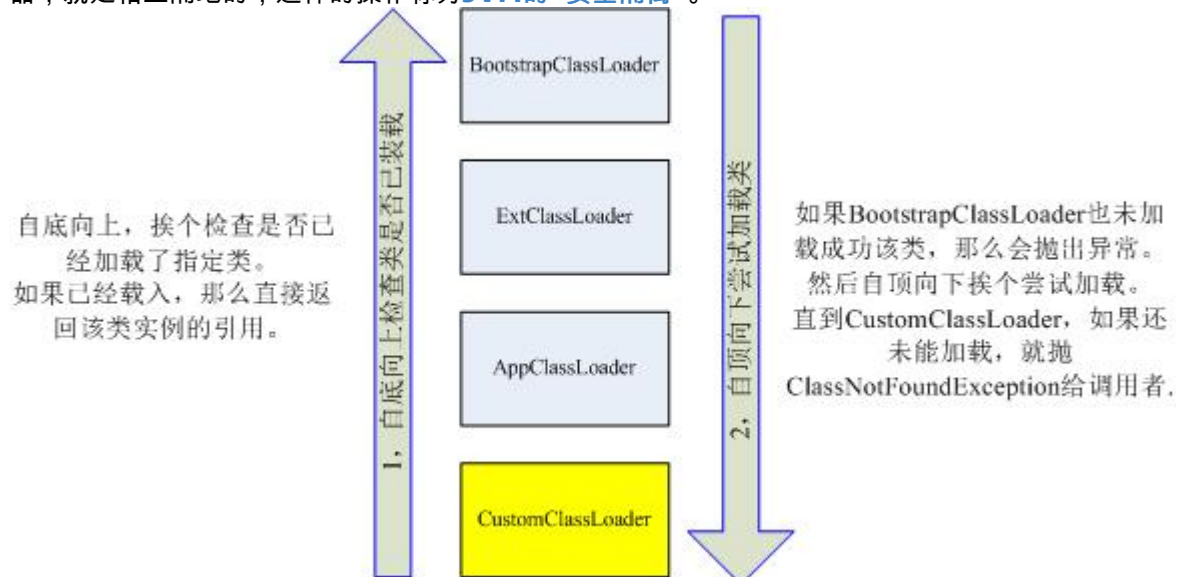 BootstrapClassLoader
ExtClassLoader
AppClassLoader
CustomClassLoader
1，自底向上检查类是否已装载
2，自顶向下尝试加载类
自底向上，挨个检查是否已
经加载了指定类。
如果已经载入，那么直接返
回该类实例的引用。
如果BootstrapClassLoader也未加
载成功该类，那么会抛出异常。
然后自顶向下挨个尝试加载。
直到CustomClassLoader，如果还
未能加载，就抛
ClassNotFoundException给调用者.